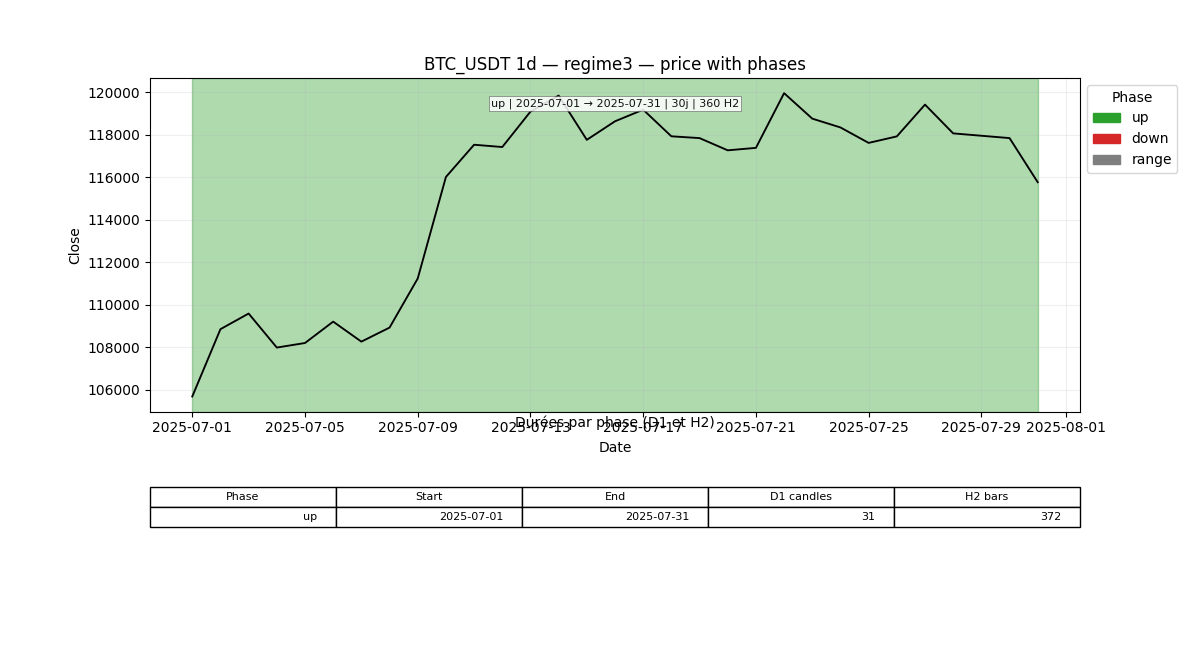 BTC_USDT 1d — regime3 — price with phases
up | 2025-07-01 → 2025-07-31 | 30j | 360 H2
Phase
up
down
range
Close
120000
118000
116000
114000
112000
110000
108000
106000
Durées par phase (D1 et H2)
2025-07-01 2025-07-05 2025-07-09 2025-07-13 2025-07-17 2025-07-21 2025-07-25 2025-07-29 2025-08-01
Date
Phase Start End D1 candles H2 bars
up 2025-07-01 2025-07-31 31 372